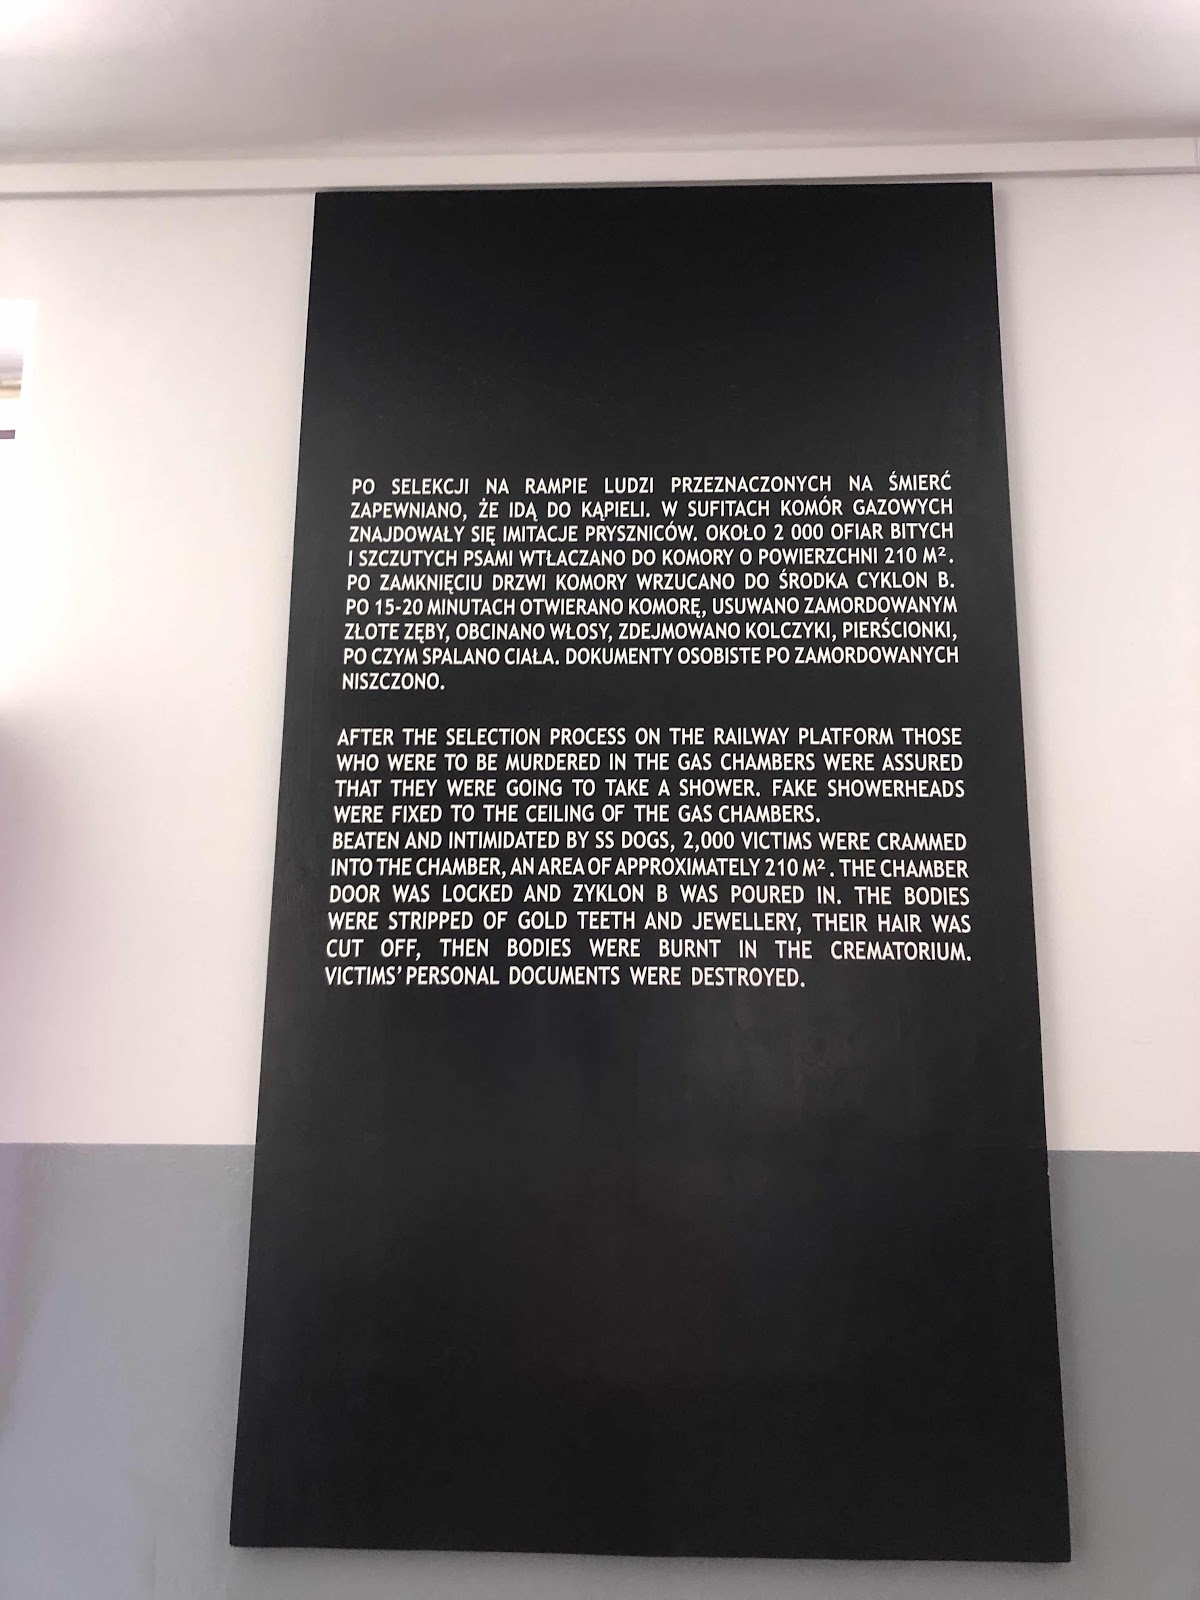 PO SELEKCJI NA RAMPIE LUDZI PRZEZNACZONYCH NA ŚMIERĆ
ZAPEWNIANO, ŻE IDĄ DO KĄPIELI. W SUFITACH KOMÓR GAZOWYCH
ZNAJDOWAŁY SIĘ IMITACJE PRYSZNICÓW. OKOŁO 2 000 OFIAR BITYCH
I SZCZUTYCH PSAMI WTŁACZANO DO KOMORY O POWIERZCHNI 210 M².
PO ZAMKNIĘCIU DRZWI KOMORY WRZUCANO DO ŚRODKA CYKLON B.
PO 15-20 MINUTACH OTWIERANO KOMORĘ, USUWANO ZAMORDOWANYM
ZŁOTE ZĘBY, OBCINANO WŁOSY, ZDEJMOWANO KOLCZYKI, PIERŚCIONKI,
PO CZYM SPALANO CIAŁA. DOKUMENTY OSOBISTE PO ZAMORDOWANYCH
NISZCZONO.
AFTER THE SELECTION PROCESS ON THE RAILWAY PLATFORM THOSE
WHO WERE TO BE MURDERED IN THE GAS CHAMBERS WERE ASSURED
THAT THEY WERE GOING TO TAKE A SHOWER. FAKE SHOWERHEADS
WERE FIXED TO THE CEILING OF THE GAS CHAMBERS.
BEATEN AND INTIMIDATED BY SS DOGS, 2,000 VICTIMS WERE CRAMMED
INTO THE CHAMBER, AN AREA OF APPROXIMATELY 210 M². THE CHAMBER
DOOR WAS LOCKED AND ZYKLON B WAS POURED IN. THE BODIES
WERE STRIPPED OF GOLD TEETH AND JEWELLERY, THEIR HAIR WAS
CUT OFF, THEN BODIES WERE BURNT IN THE CREMATORIUM.
VICTIMS' PERSONAL DOCUMENTS WERE DESTROYED.